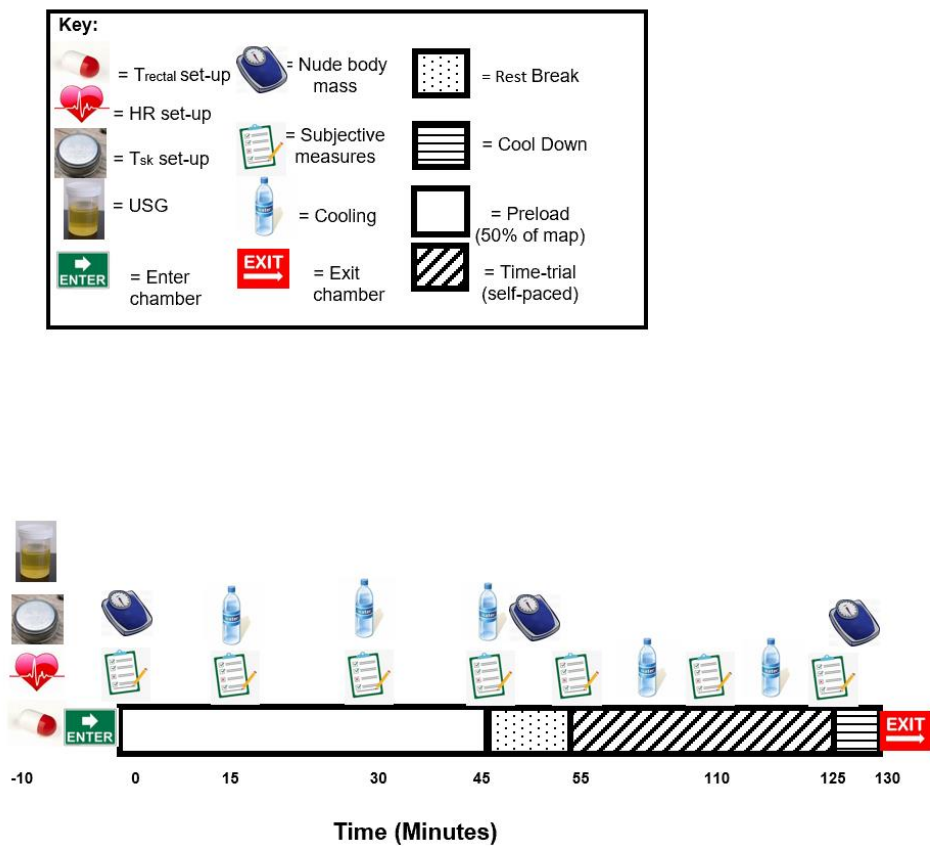 Key:
= Trectal set-up
= HR set-up
= Tsk set-up
= USG
ENTER
= Enter
chamber
= Nude body
mass
= Subjective
measures
= Cooling
EXIT
= Exit
chamber
= Rest Break
= Cool Down
= Preload
(50% of map)
= Time-trial
(self-paced)
ENTER
EXIT
-10 0 15 30 45 55 110 125 130
Time (Minutes)